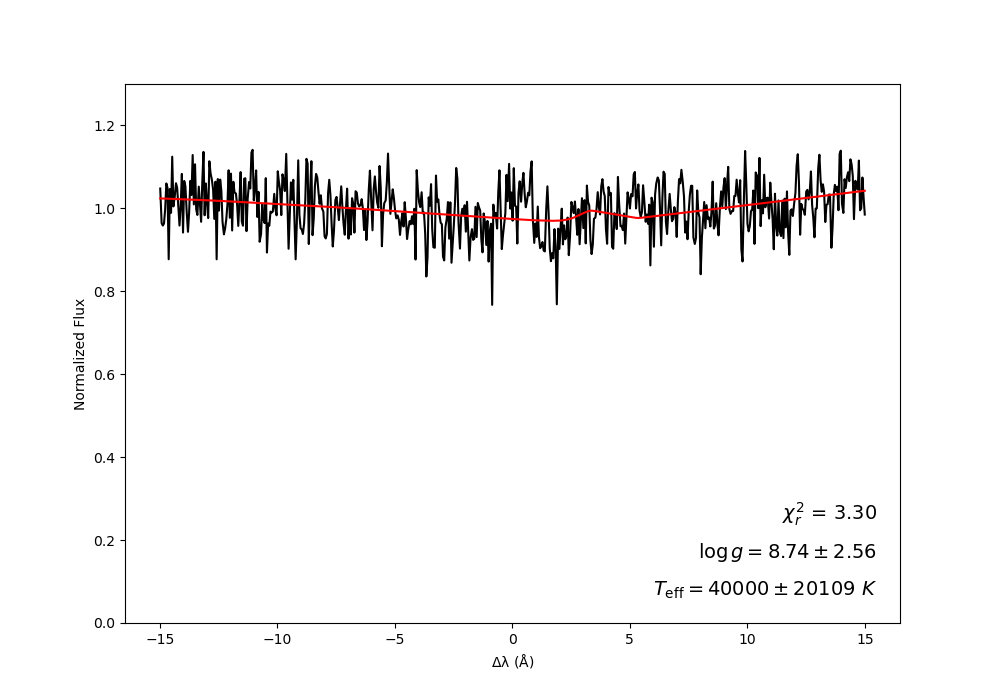 1.2
1.0
0.8
0.6
0.4
0.2
0.0
Normalized Flux
χ²ᵣ = 3.30
log g = 8.74 ± 2.56
T_eff = 40000 ± 20109 K
−15 −10 −5 0 5 10 15
Δλ (Å)